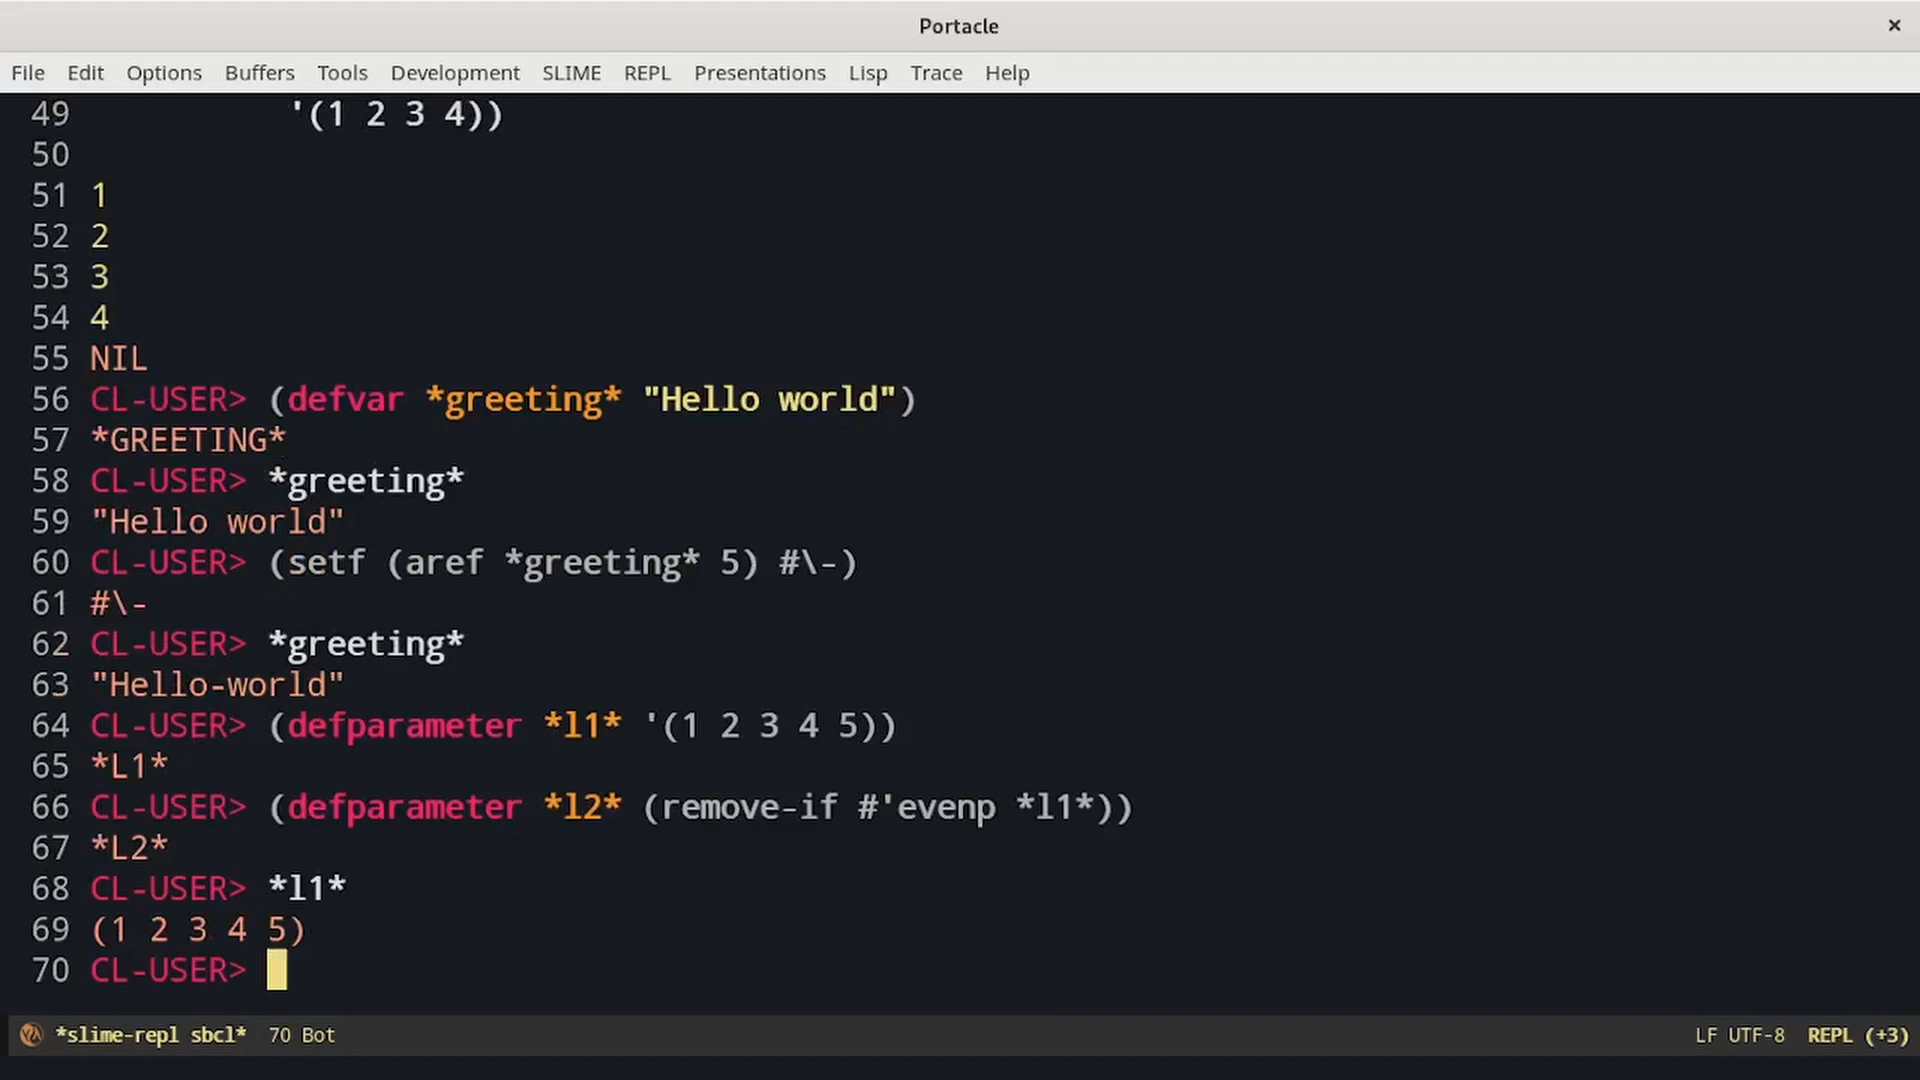 Portacle ×
File Edit Options Buffers Tools Development SLIME REPL Presentations Lisp Trace Help
49 '(1 2 3 4))
50
51 1
52 2
53 3
54 4
55 NIL
56 CL-USER> (defvar *greeting* "Hello world")
57 *GREETING*
58 CL-USER> *greeting*
59 "Hello world"
60 CL-USER> (setf (aref *greeting* 5) #\-)
61 #\-
62 CL-USER> *greeting*
63 "Hello-world"
64 CL-USER> (defparameter *l1* '(1 2 3 4 5))
65 *L1*
66 CL-USER> (defparameter *l2* (remove-if #'evenp *l1*))
67 *L2*
68 CL-USER> *l1*
69 (1 2 3 4 5)
70 CL-USER>
*slime-repl sbcl* 70 Bot LF UTF-8 REPL (+3)